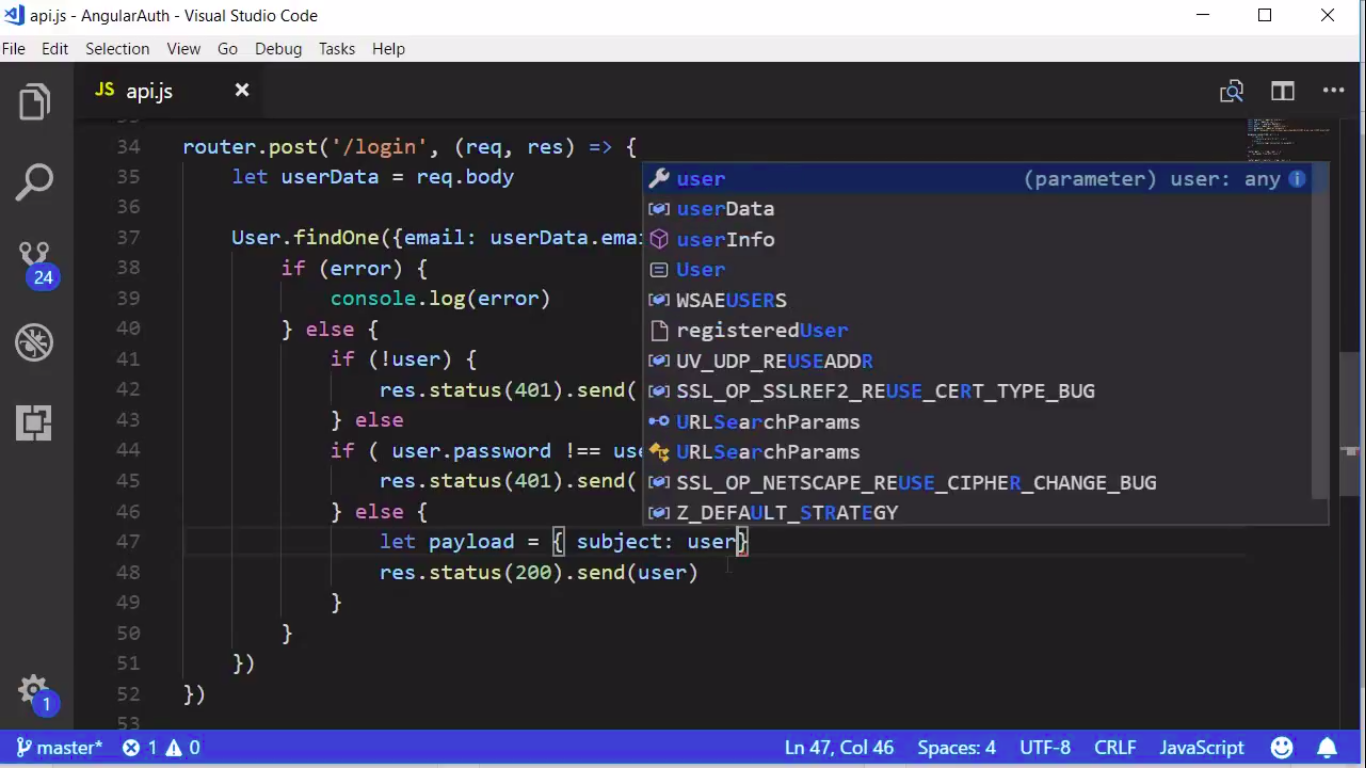 api.js - AngularAuth - Visual Studio Code
File Edit Selection View Go Debug Tasks Help
JS api.js
34 router.post('/login', (req, res) => {
35 let userData = req.body
36
37 User.findOne({email: userData.emai
38 if (error) {
39 console.log(error)
40 } else {
41 if (!user) {
42 res.status(401).send(
43 } else
44 if ( user.password !== use
45 res.status(401).send(
46 } else {
47 let payload = { subject: user}
48 res.status(200).send(user)
49 }
50 }
51 })
52 })
53
user (parameter) user: any
userData
userInfo
User
WSAEUSERS
registeredUser
UV_UDP_REUSEADDR
SSL_OP_SSLREF2_REUSE_CERT_TYPE_BUG
URLSearchParams
URLSearchParams
SSL_OP_NETSCAPE_REUSE_CIPHER_CHANGE_BUG
Z_DEFAULT_STRATEGY
24
1
master* 1 0 Ln 47, Col 46 Spaces: 4 UTF-8 CRLF JavaScript